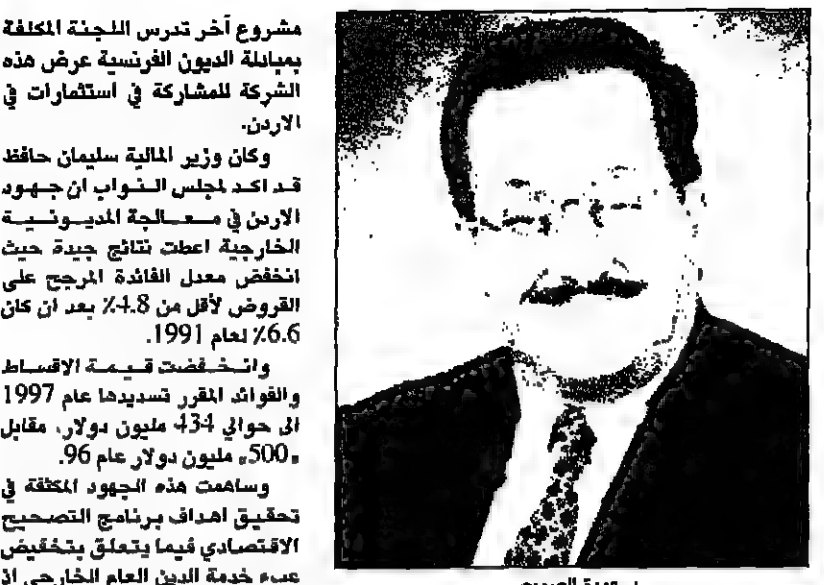 مشروع آخر تدرس اللجنة المكلفة
بمبادلة الديون الفرنسية عرض هذه
الشركة للمشاركة في استثمارات في
الاردن.
وكان وزير المالية سليمان حافظ
قد اكد لمجلس النواب ان جهود
الاردن في معالجة المديونية
الخارجية اعطت نتائج جيدة حيث
انخفض معدل الفائدة المرجح على
القروض لأقل من 4.8٪ بعد ان كان
6.6٪ لعام 1991.
وانخفضت قيمة الاقساط
والفوائد المقرر تسديدها عام 1997
الى حوالي 434 مليون دولار، مقابل
«500» مليون دولار عام 96.
وساهمت هذه الجهود المكثفة في
تحقيق اهداف برنامج التصحيح
الاقتصادي فيما يتعلق بتخفيض
عبء خدمة الدين العام الخارجي اذ